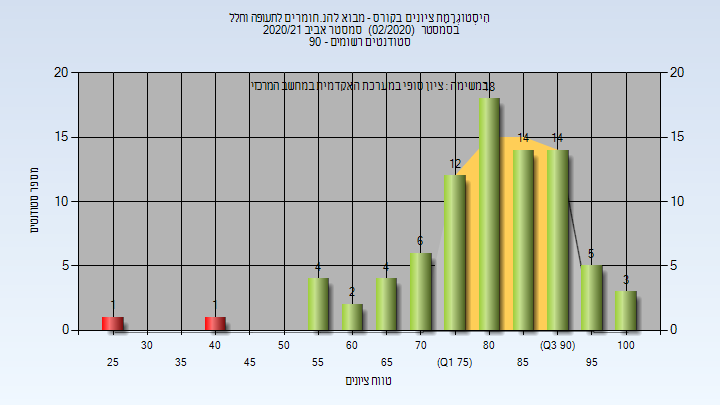 היסטוגרמת ציונים בקורס - מבוא להנ.חומרים לתעופה וחלל
בסמסטר (02/2020) סמסטר אביב 2020/21
סטודנטים רשומים - 90
במשימה : ציון סופי במערכת האקדמית במחשב המרכזי
20 20
15 15
10 10
5 5
0 0
מספר סטודנטים
1 1 4 2 4 6 12 18 14 14 5 3
30 40 50 60 70 80 (Q3 90) 100
25 35 45 55 65 (Q1 75) 85 95
טווח ציונים